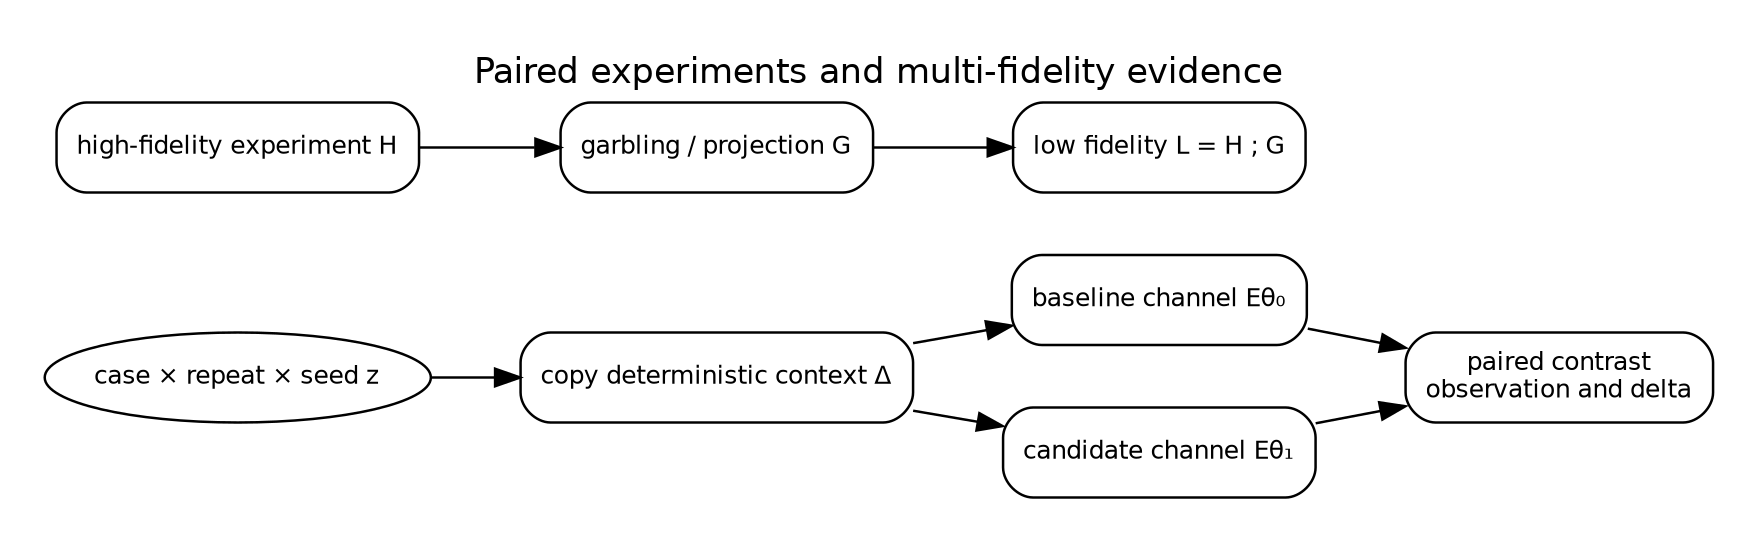 Paired experiments and multi-fidelity evidence
high-fidelity experiment H
garbling / projection G
low fidelity L = H ; G
case × repeat × seed z
copy deterministic context Δ
baseline channel Eθ₀
candidate channel Eθ₁
paired contrast
observation and delta